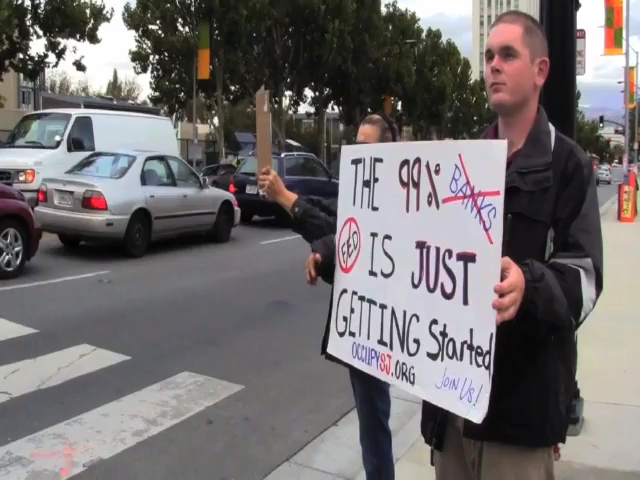 THE 99% BANKS
FED IS JUST
GETTING Started
OCCUPYSJ.ORG
Join Us!